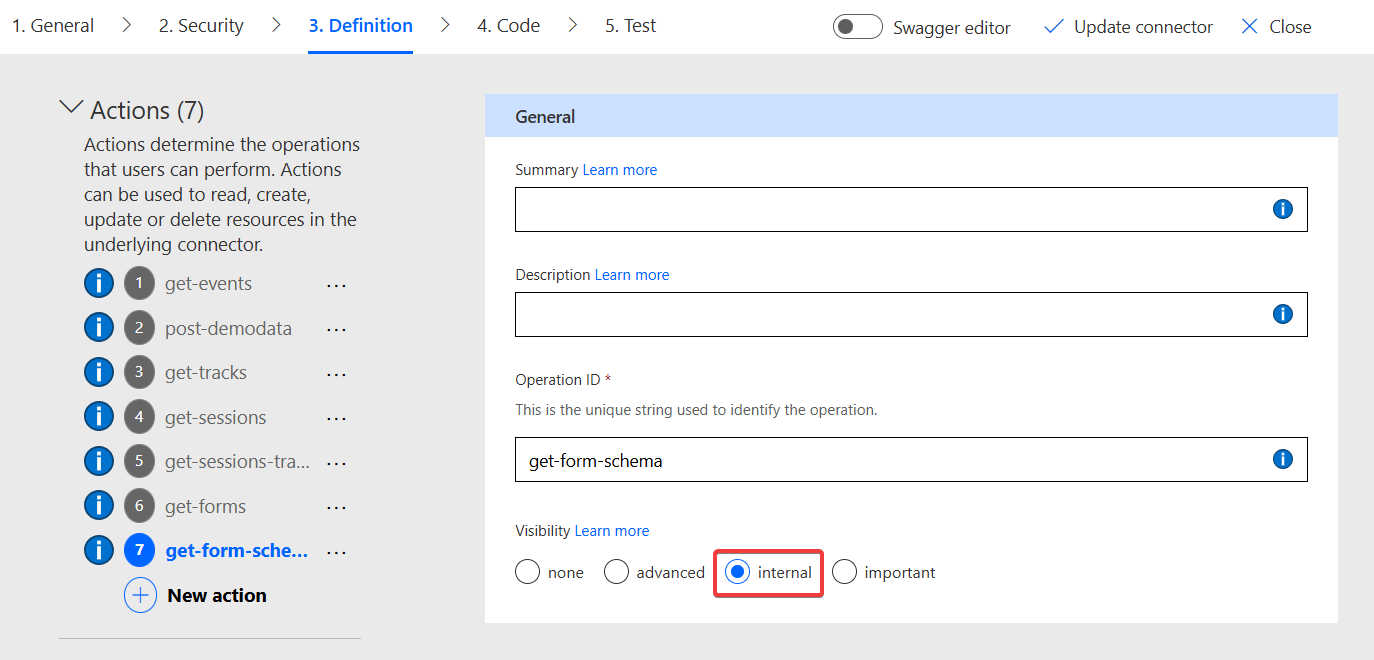 1. General 2. Security 3. Definition 4. Code 5. Test Swagger editor Update connector Close
Actions (7)
Actions determine the operations
that users can perform. Actions
can be used to read, create,
update or delete resources in the
underlying connector.
i 1 get-events ...
i 2 post-demodata ...
i 3 get-tracks ...
i 4 get-sessions ...
i 5 get-sessions-tra... ...
i 6 get-forms ...
i 7 get-form-sche... ...
New action
General
Summary Learn more
i
Description Learn more
i
Operation ID *
This is the unique string used to identify the operation.
get-form-schema i
Visibility Learn more
none advanced internal important